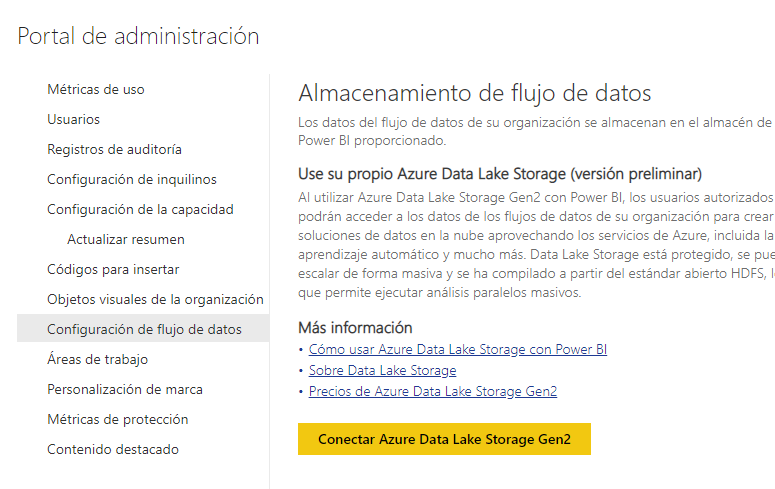 Portal de administración
Métricas de uso
Usuarios
Registros de auditoría
Configuración de inquilinos
Configuración de la capacidad
Actualizar resumen
Códigos para insertar
Objetos visuales de la organización
Configuración de flujo de datos
Áreas de trabajo
Personalización de marca
Métricas de protección
Contenido destacado
Almacenamiento de flujo de datos
Los datos del flujo de datos de su organización se almacenan en el almacén de
Power BI proporcionado.
Use su propio Azure Data Lake Storage (versión preliminar)
Al utilizar Azure Data Lake Storage Gen2 con Power BI, los usuarios autorizados
podrán acceder a los datos de los flujos de datos de su organización para crear
soluciones de datos en la nube aprovechando los servicios de Azure, incluida la
aprendizaje automático y mucho más. Data Lake Storage está protegido, se pue
escalar de forma masiva y se ha compilado a partir del estándar abierto HDFS,
que permite ejecutar análisis paralelos masivos.
Más información
• Cómo usar Azure Data Lake Storage con Power BI
• Sobre Data Lake Storage
• Precios de Azure Data Lake Storage Gen2
Conectar Azure Data Lake Storage Gen2